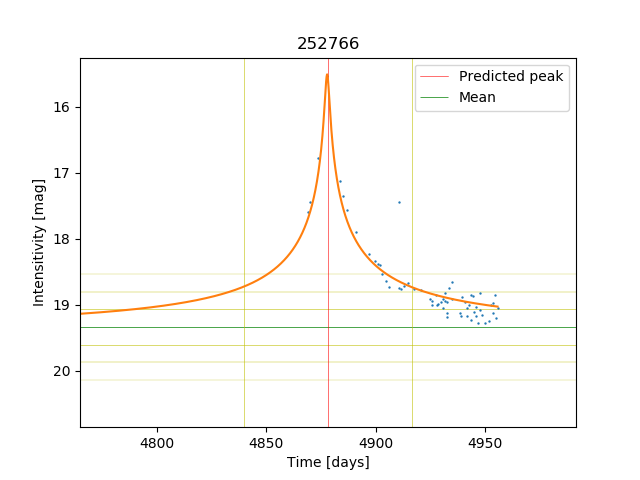 252766
Predicted peak
Mean
16
17
18
19
20
Intensitivity [mag]
4800
4850
4900
4950
Time [days]